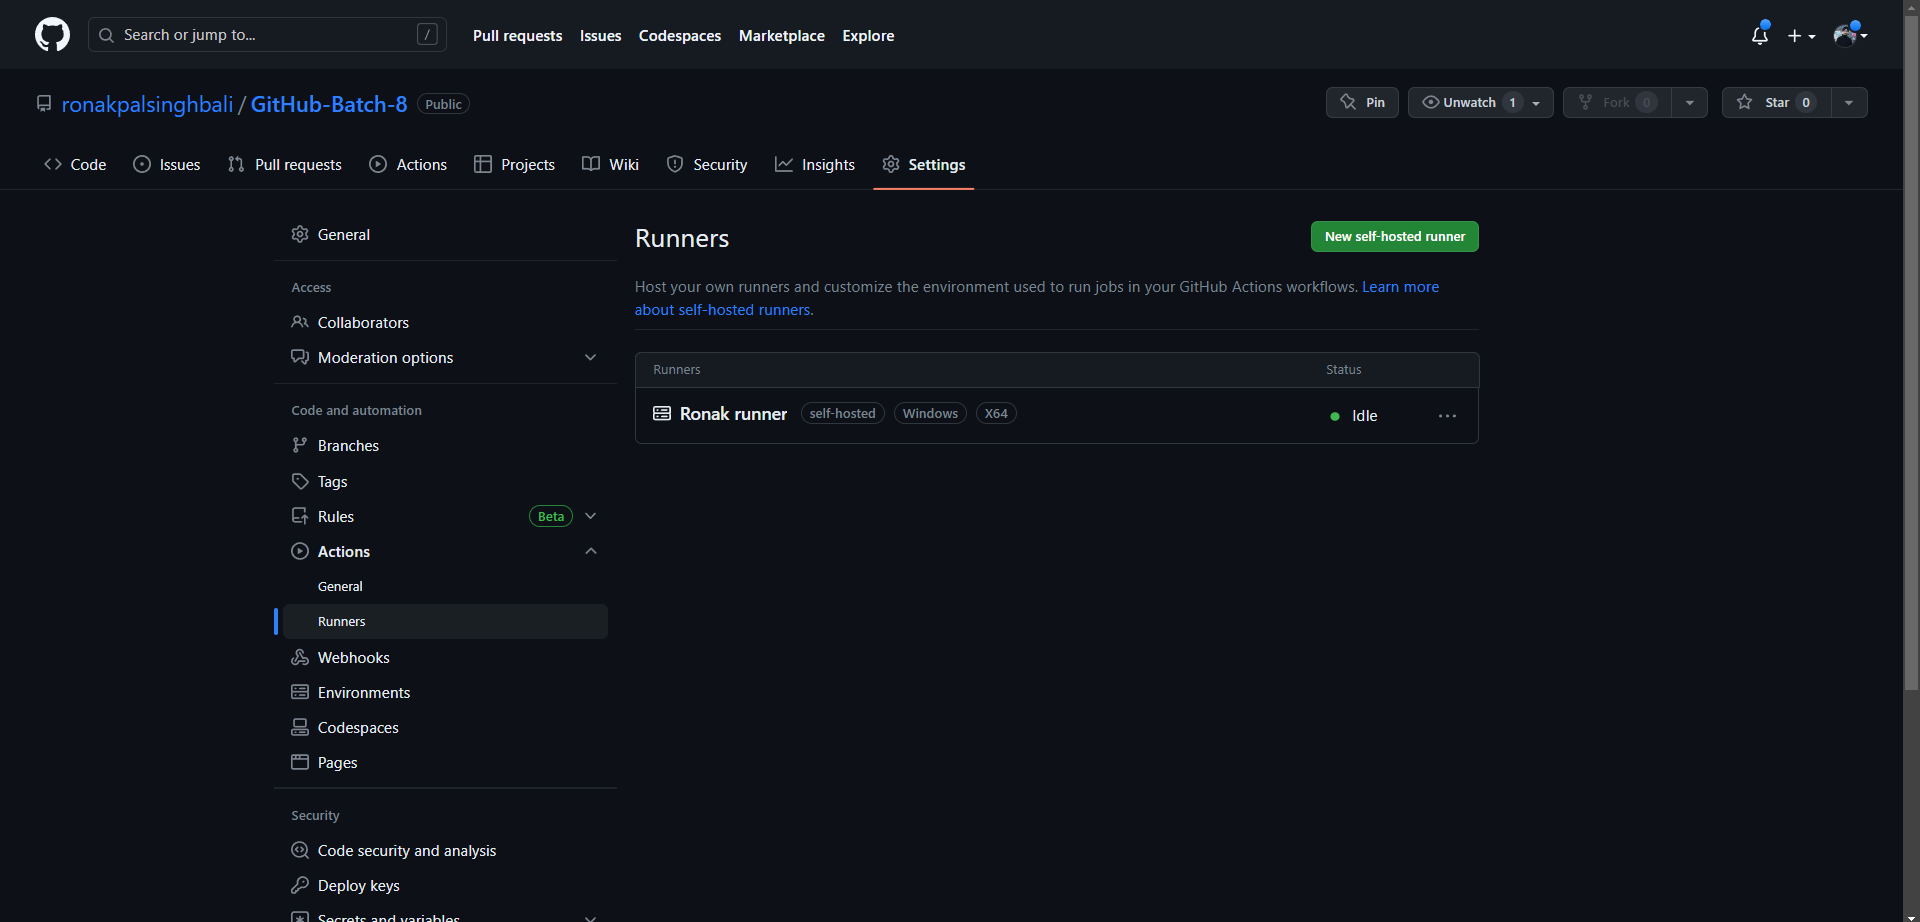 Search or jump to... /
Pull requests Issues Codespaces Marketplace Explore
ronakpalsinghbali / GitHub-Batch-8 Public
Pin Unwatch 1 Fork 0 Star 0
Code Issues Pull requests Actions Projects Wiki Security Insights Settings
General
Access
Collaborators
Moderation options
Code and automation
Branches
Tags
Rules Beta
Actions
General
Runners
Webhooks
Environments
Codespaces
Pages
Security
Code security and analysis
Deploy keys
Secrets and variables
Runners
New self-hosted runner
Host your own runners and customize the environment used to run jobs in your GitHub Actions workflows. Learn more
about self-hosted runners.
Runners Status
Ronak runner self-hosted Windows X64 Idle